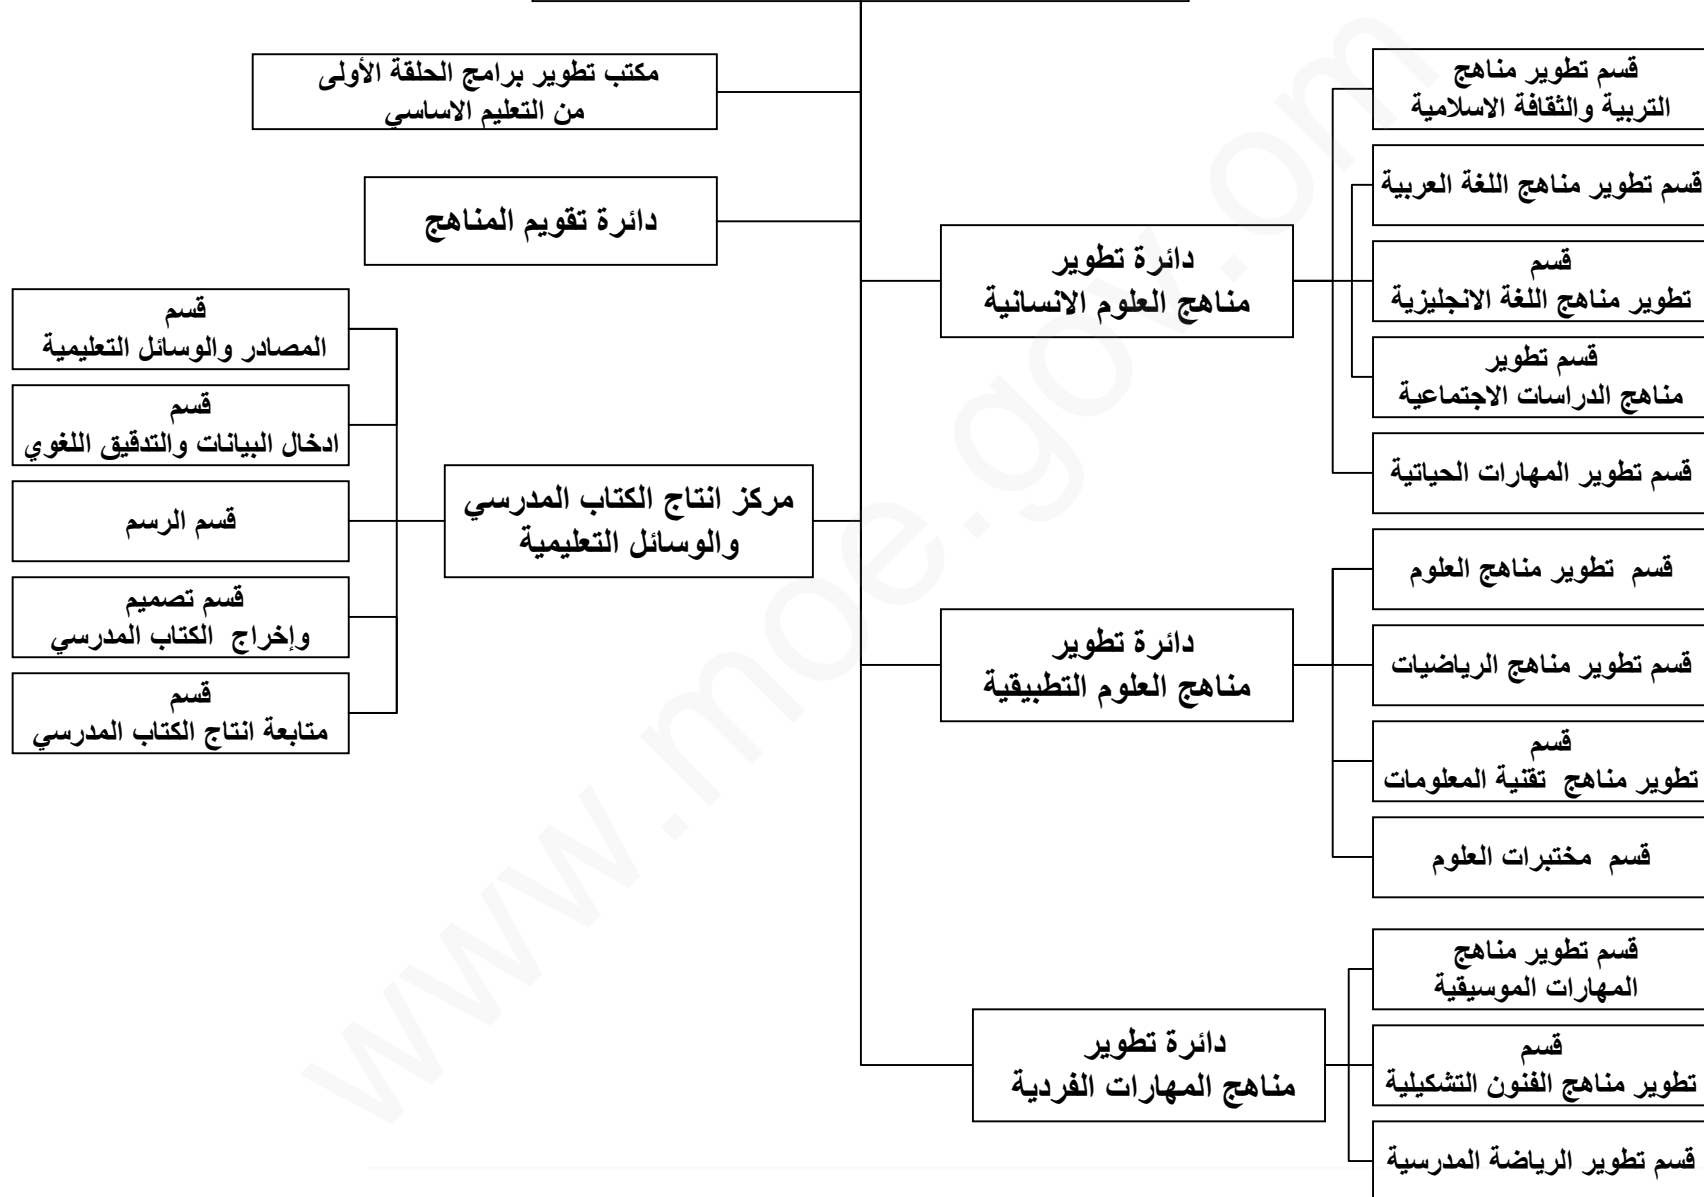 مكتب تطوير برامج الحلقة الأولى
من التعليم الاساسي
دائرة تقويم المناهج
دائرة تطوير
مناهج العلوم الانسانية
قسم تطوير مناهج
التربية والثقافة الاسلامية
قسم تطوير مناهج اللغة العربية
قسم
تطوير مناهج اللغة الانجليزية
قسم تطوير
مناهج الدراسات الاجتماعية
قسم تطوير المهارات الحياتية
مركز انتاج الكتاب المدرسي
والوسائل التعليمية
قسم
المصادر والوسائل التعليمية
قسم
ادخال البيانات والتدقيق اللغوي
قسم الرسم
قسم تصميم
وإخراج الكتاب المدرسي
قسم
متابعة انتاج الكتاب المدرسي
دائرة تطوير
مناهج العلوم التطبيقية
قسم تطوير مناهج العلوم
قسم تطوير مناهج الرياضيات
قسم
تطوير مناهج تقنية المعلومات
قسم مختبرات العلوم
دائرة تطوير
مناهج المهارات الفردية
قسم تطوير مناهج
المهارات الموسيقية
قسم
تطوير مناهج الفنون التشكيلية
قسم تطوير الرياضة المدرسية
www.moe.gov.om